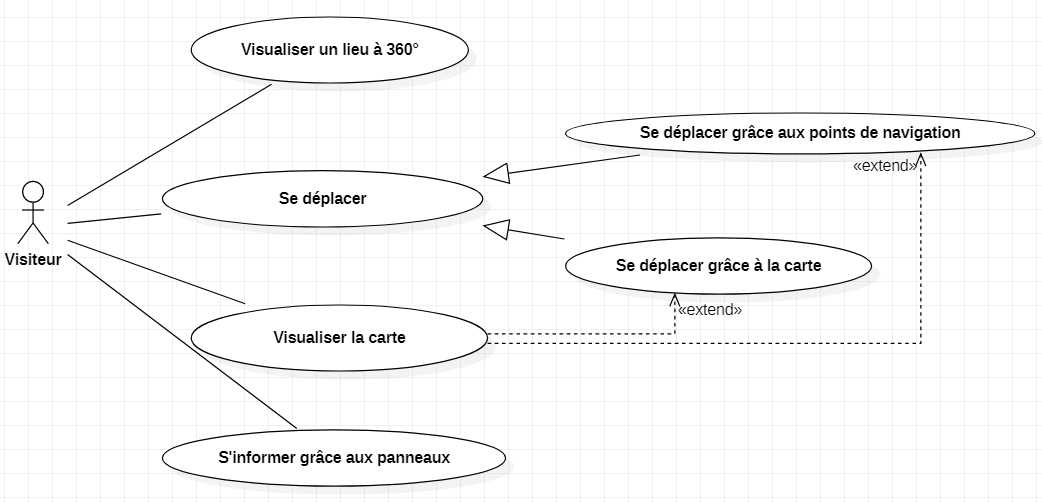 Visualiser un lieu à 360°
Se déplacer grâce aux points de navigation
«extend»
Se déplacer
Visiteur
Se déplacer grâce à la carte
«extend»
Visualiser la carte
S'informer grâce aux panneaux